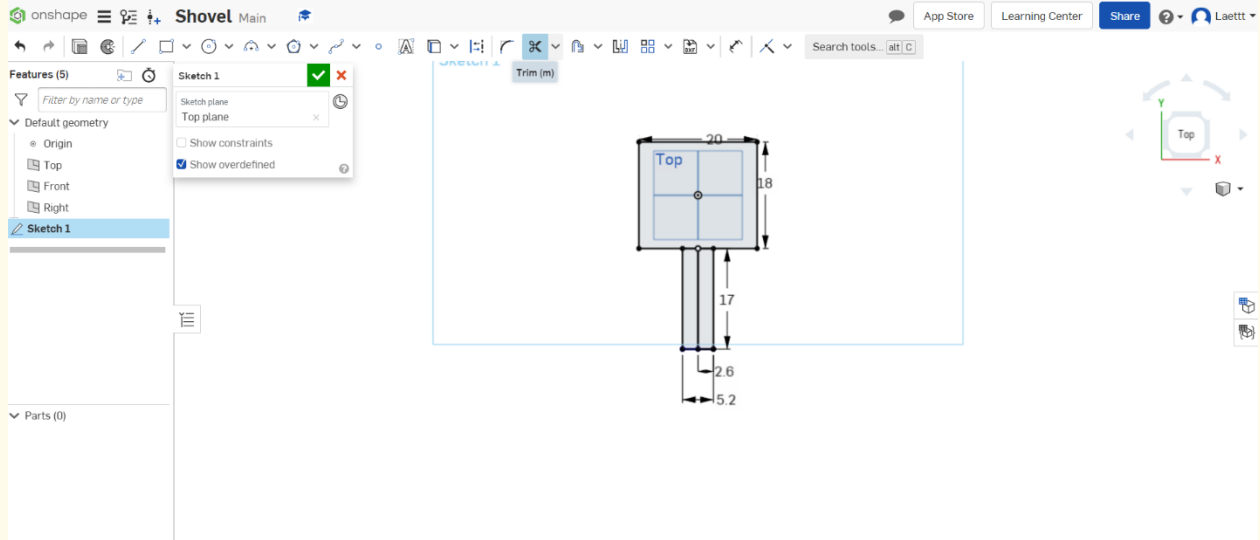 onshape Shovel Main App Store Learning Center Share Laettt
Search tools... alt C
Features (5)
Filter by name or type
Default geometry
Origin
Top
Front
Right
Sketch 1
Parts (0)
Sketch 1
Sketch plane
Top plane
Show constraints
Show overdefined
Sketch 1
Trim (m)
20
Top
18
17
2.6
5.2
Y
Top
X